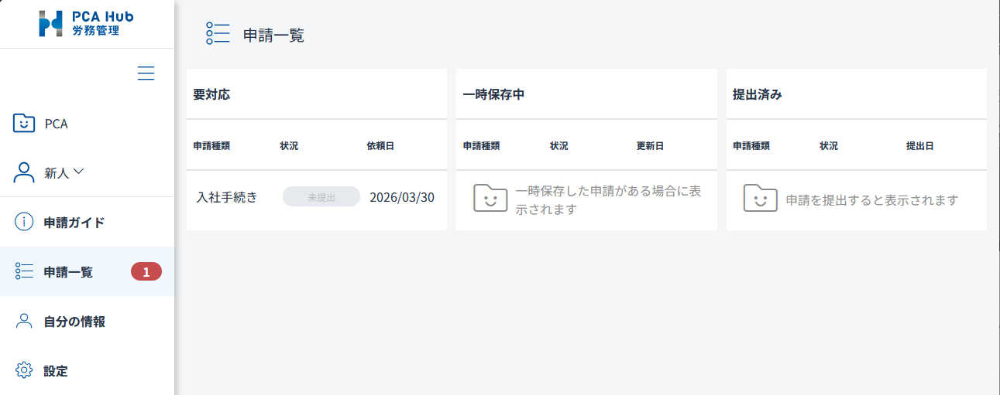 PCA Hub
労務管理
PCA
新人
申請ガイド
申請一覧
1
自分の情報
設定
申請一覧
要対応
申請種類 状況 依頼日
入社手続き 未提出 2026/03/30
一時保存中
申請種類 状況 更新日
一時保存した申請がある場合に表
示されます
提出済み
申請種類 状況 提出日
申請を提出すると表示されます